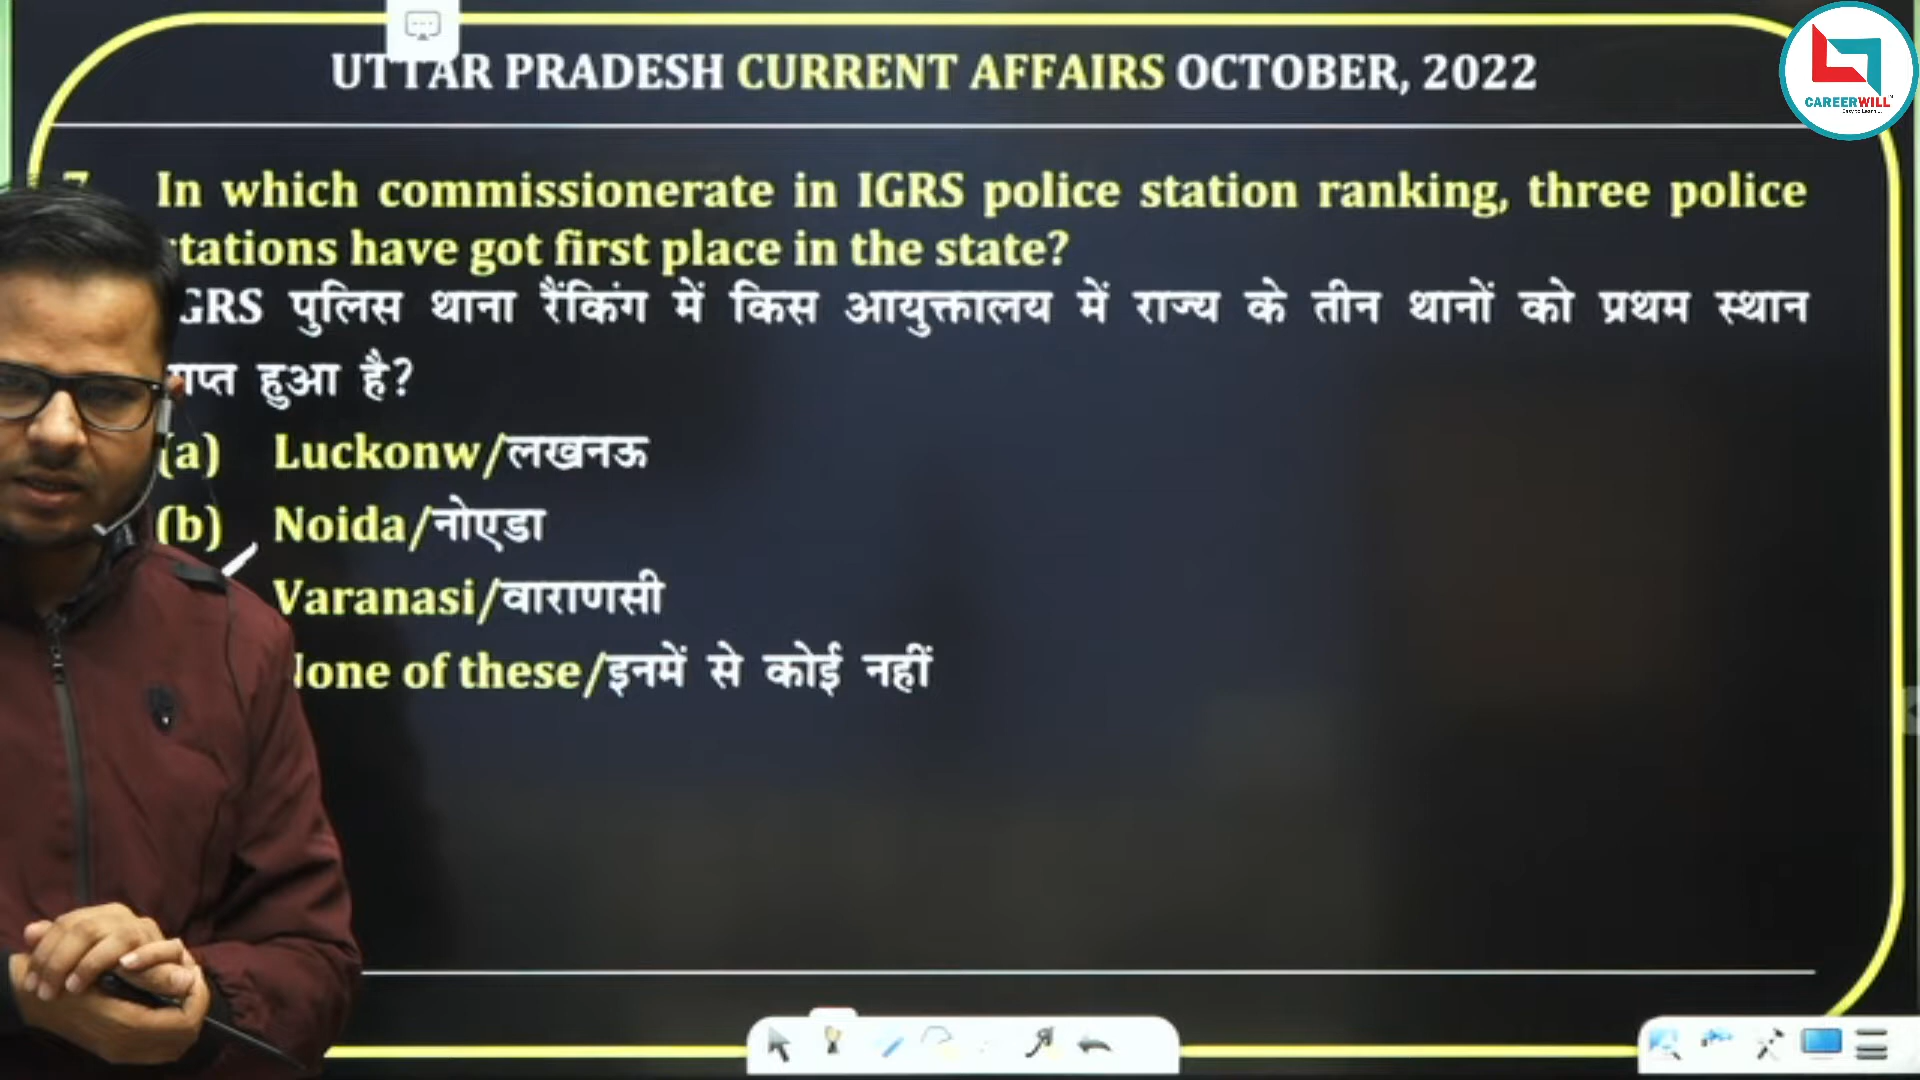 UTTAR PRADESH CURRENT AFFAIRS OCTOBER, 2022
CAREERWILL
7. In which commissionerate in IGRS police station ranking, three police
tations have got first place in the state?
GRS पुलिस थाना रैंकिंग में किस आयुक्तालय में राज्य के तीन थानों को प्रथम स्थान
हुआ है?
(a) Luckonw/लखनऊ
(b) Noida/नोएडा
Varanasi/वाराणसी
one of these/इनमें से कोई नहीं